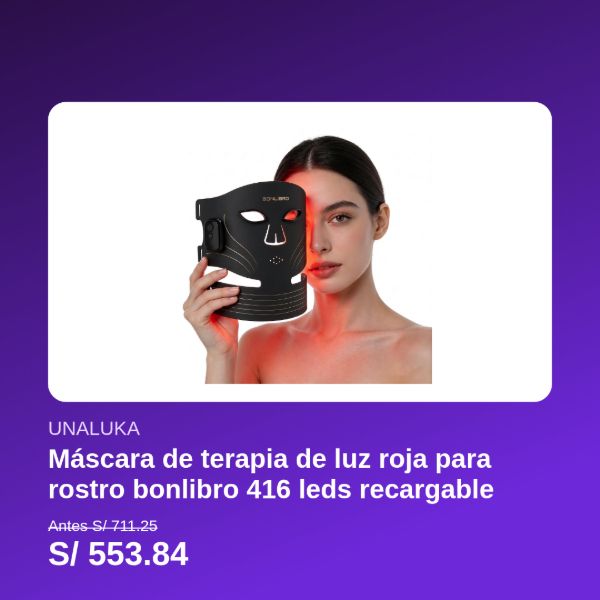 BONLIBRO
UNALUKA
Máscara de terapia de luz roja para
rostro bonlibro 416 leds recargable
Antes S/ 711.25
S/ 553.84